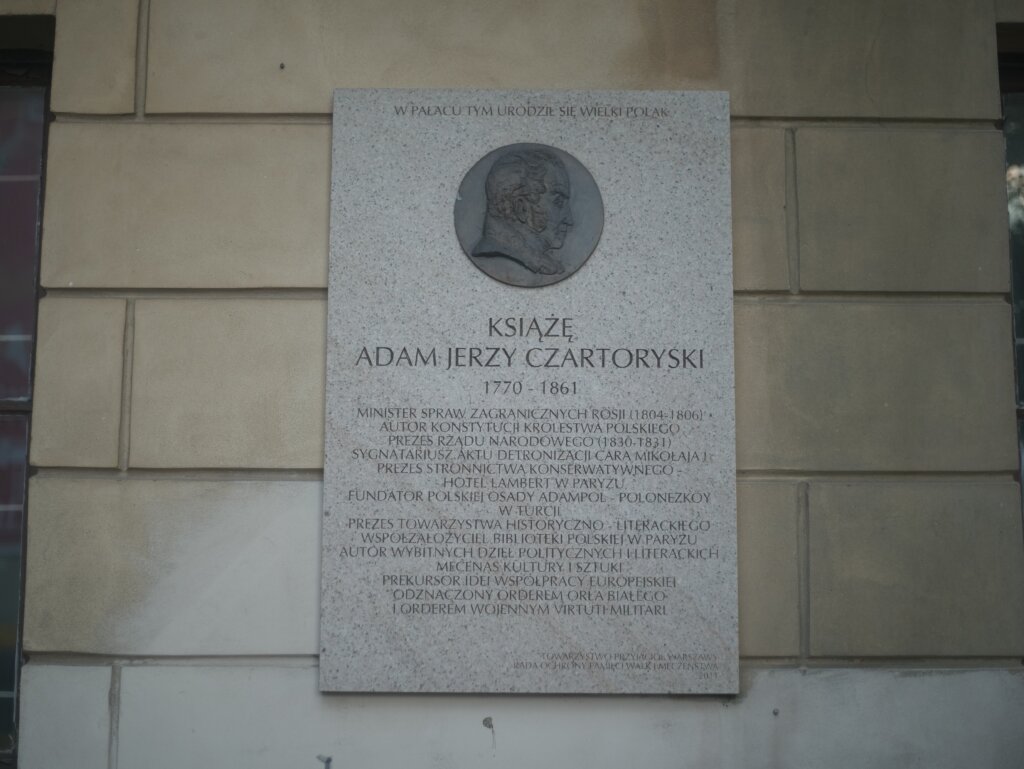 W PAŁACU TYM URODZIŁ SIĘ WIELKI POLAK
KSIĄŻĘ
ADAM JERZY CZARTORYSKI
1770 - 1861
MINISTER SPRAW ZAGRANICZNYCH ROSJI (1804-1806)
AUTOR KONSTYTUCJI KRÓLESTWA POLSKIEGO
PREZES RZĄDU NARODOWEGO (1830-1831)
SYGNATARIUSZ AKTU DETRONIZACJI CARA MIKOŁAJA I
PREZES STRONNICTWA KONSERWATYWNEGO -
HOTEL LAMBERT W PARYŻU
FUNDATOR POLSKIEJ OSADY ADAMPOL - POLONEZKÖY
W TURCJI
PREZES TOWARZYSTWA HISTORYCZNO - LITERACKIEGO
WSPÓŁZAŁOŻYCIEL BIBLIOTEKI POLSKIEJ W PARYŻU
AUTOR WYBITNYCH DZIEŁ POLITYCZNYCH I LITERACKICH
MECENAS KULTURY I SZTUKI
PREKURSOR IDEI WSPÓŁPRACY EUROPEJSKIEJ
ODZNACZONY ORDEREM ORŁA BIAŁEGO
I ORDEREM WOJENNYM VIRTUTI MILITARI
TOWARZYSTWO PRZYJACIÓŁ WARSZAWY
RADA OCHRONY PAMIĘCI WALK I MĘCZEŃSTWA
2011